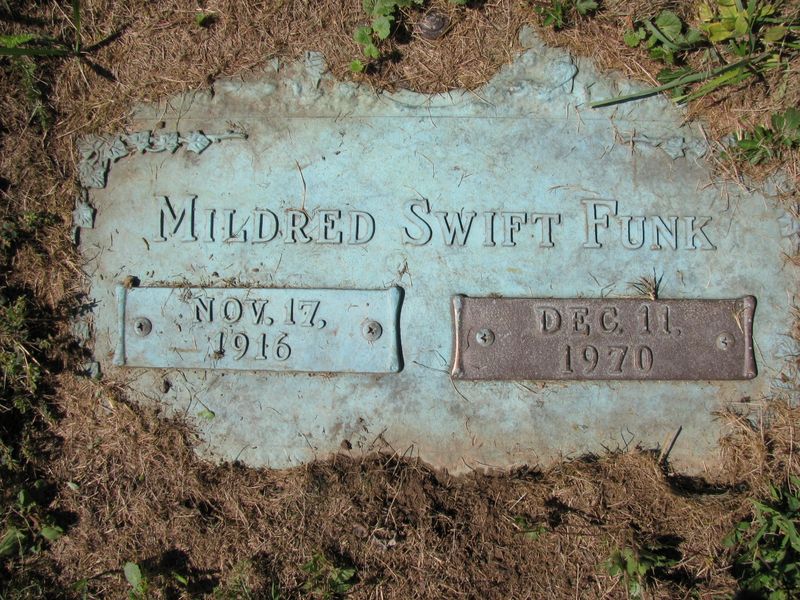 Mildred Swift Funk
Nov. 17,
1916
Dec. 11,
1970